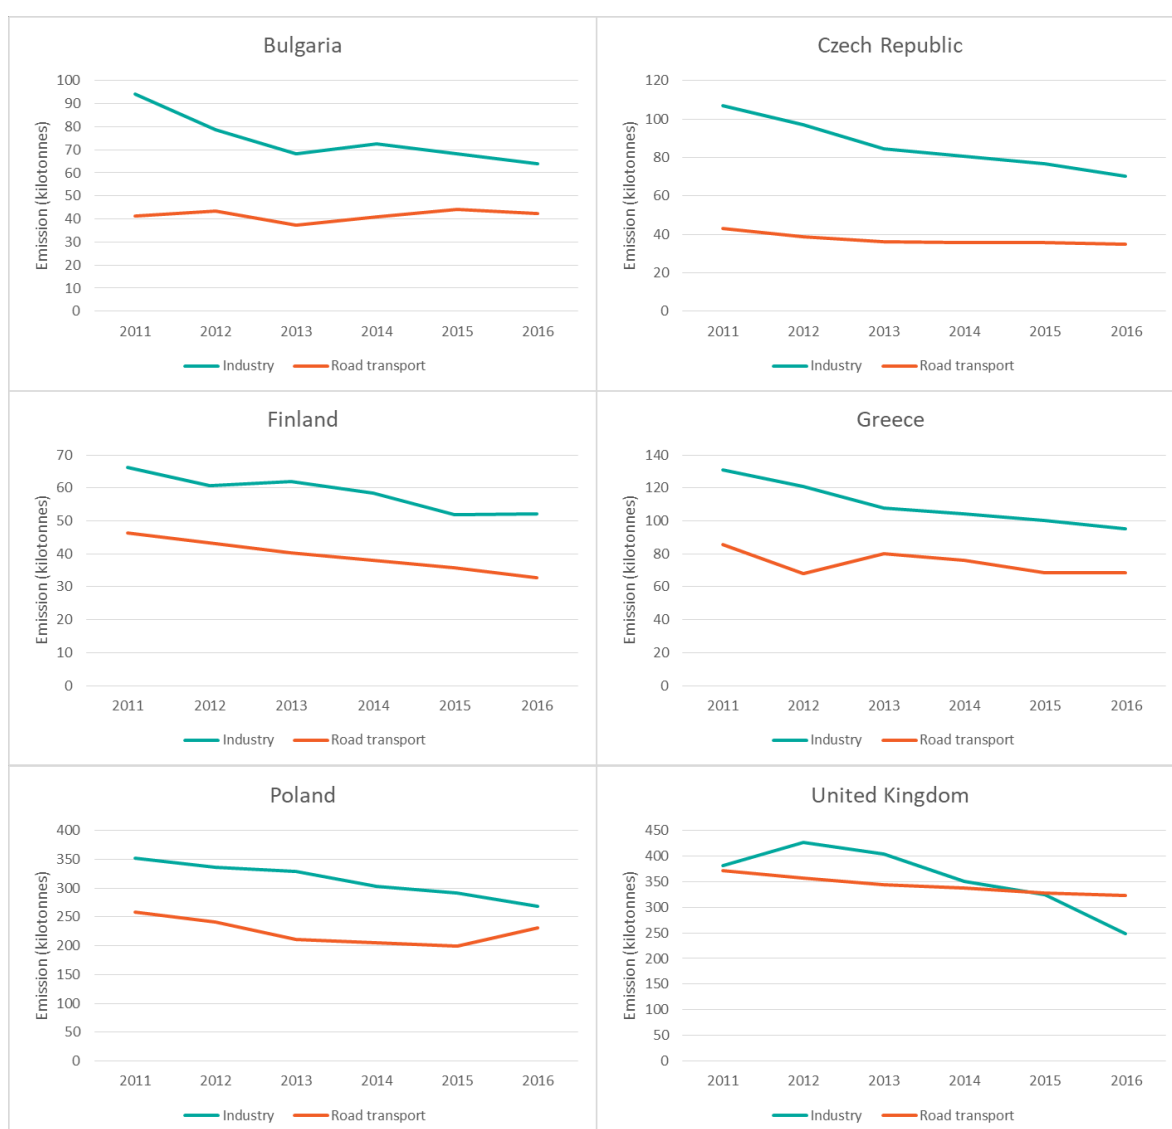 Bulgaria
Emission (kilotonnes)
100
90
80
70
60
50
40
30
20
10
0
2011 2012 2013 2014 2015 2016
Industry Road transport
Czech Republic
Emission (kilotonnes)
120
100
80
60
40
20
0
2011 2012 2013 2014 2015 2016
Industry Road transport
Finland
Emission (kilotonnes)
70
60
50
40
30
20
10
0
2011 2012 2013 2014 2015 2016
Industry Road transport
Greece
Emission (kilotonnes)
140
120
100
80
60
40
20
0
2011 2012 2013 2014 2015 2016
Industry Road transport
Poland
Emission (kilotonnes)
400
350
300
250
200
150
100
50
0
2011 2012 2013 2014 2015 2016
Industry Road transport
United Kingdom
Emission (kilotonnes)
450
400
350
300
250
200
150
100
50
0
2011 2012 2013 2014 2015 2016
Industry Road transport